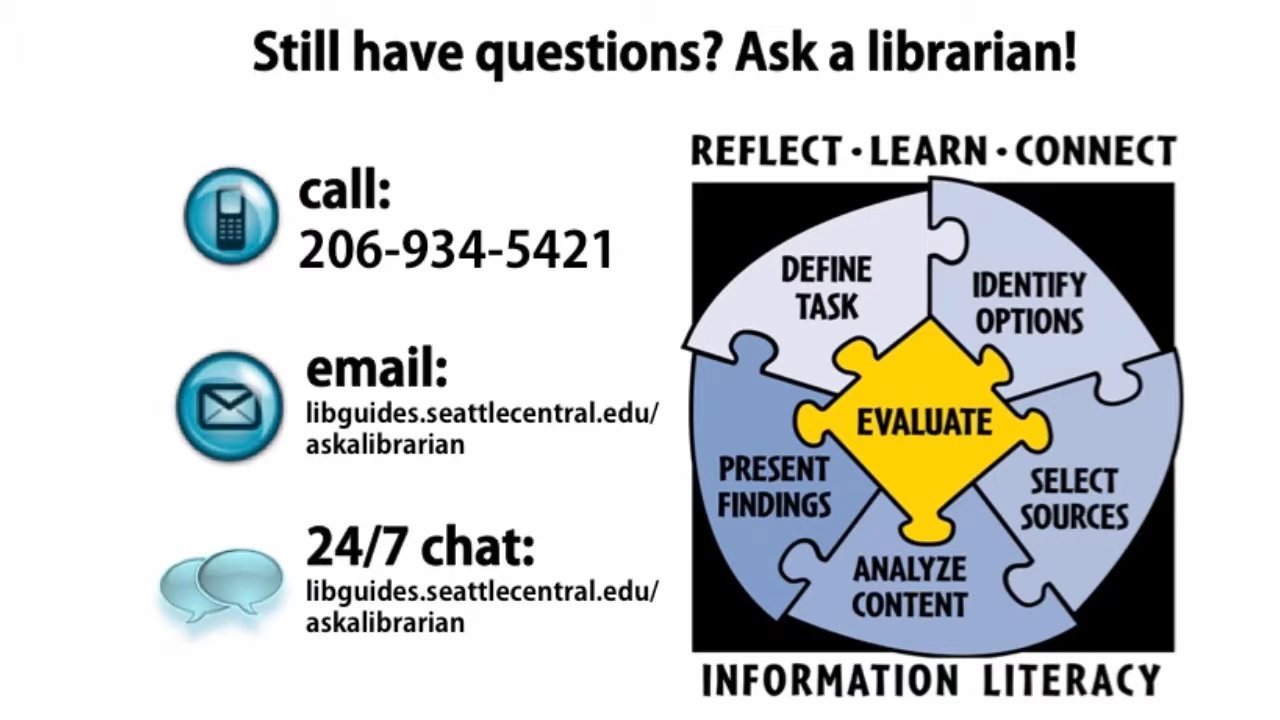 Still have questions? Ask a librarian!
call:
206-934-5421
email:
libguides.seattlecentral.edu/
askalibrarian
24/7 chat:
libguides.seattlecentral.edu/
askalibrarian
REFLECT · LEARN · CONNECT
DEFINE
TASK
IDENTIFY
OPTIONS
EVALUATE
PRESENT
FINDINGS
SELECT
SOURCES
ANALYZE
CONTENT
INFORMATION LITERACY